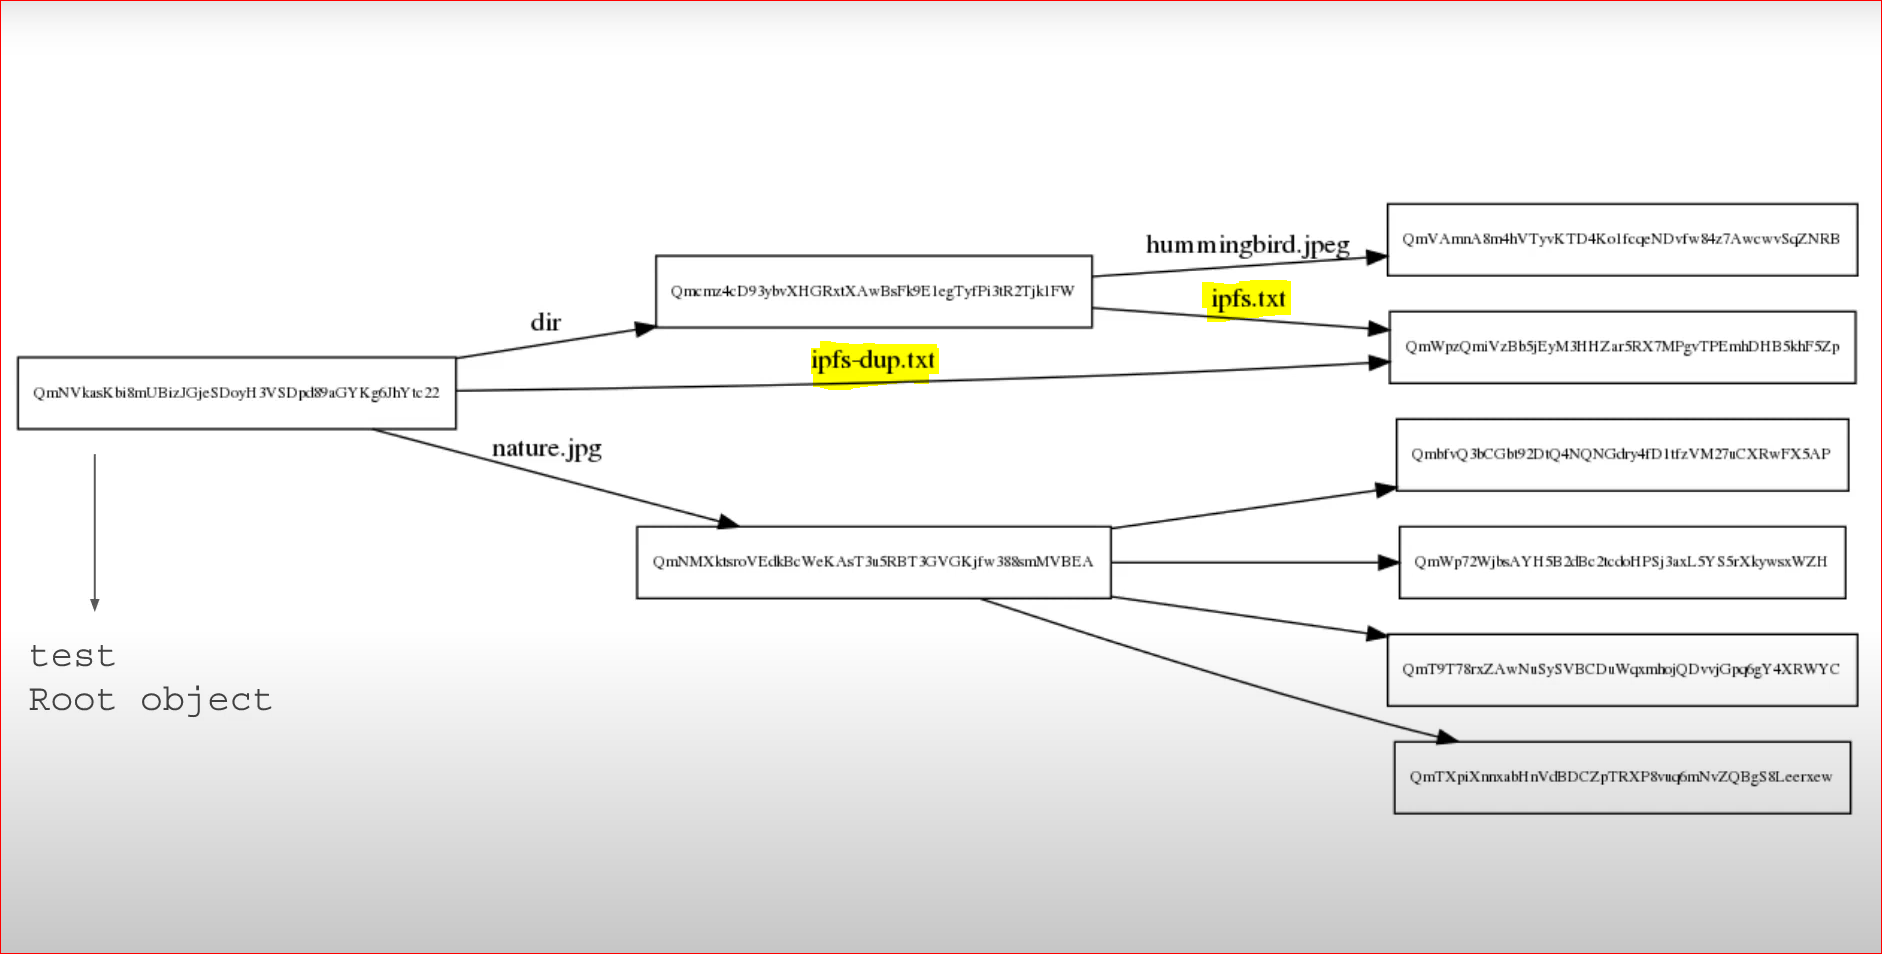 hummingbird.jpeg
QmVAmnA8m4hVTyvKTD4Ko1fcqeNDvfw84z7AwcwvSqZNRB
Qmcmz4cD93ybvXHGRxtXAwBsFk9E1egTyfPi3tR2Tjk1FW
ipfs.txt
dir
QmWpzQmiVzBb5jEyM3HHZar5RX7MPgvTPEmhDHB5khF5Zp
ipfs-dup.txt
QmNVkasKbi8mUBizJGjeSDoyH3VSDpd89aGYKg6JhYtc22
nature.jpg
QmbfvQ3bCGbt92DtQ4NQNGdry4fD1tfzVM27uCXRwFX5AP
QmNMXktsroVEdkBcWeKAsT3u5RBT3GVGKjfw388smMVBEA
QmWp72WjbsAYH5B2dBc2tcdoHPSj3axL5YS5rXkywsxWZH
QmT9T78rxZAwNuSySVBCDuWqxmhojQDvvjGpq6gY4XRWYC
QmTXpiXnnxabHnVdBDCZpTRXP8vuq6mNvZQBgS8Leerxew
test
Root object